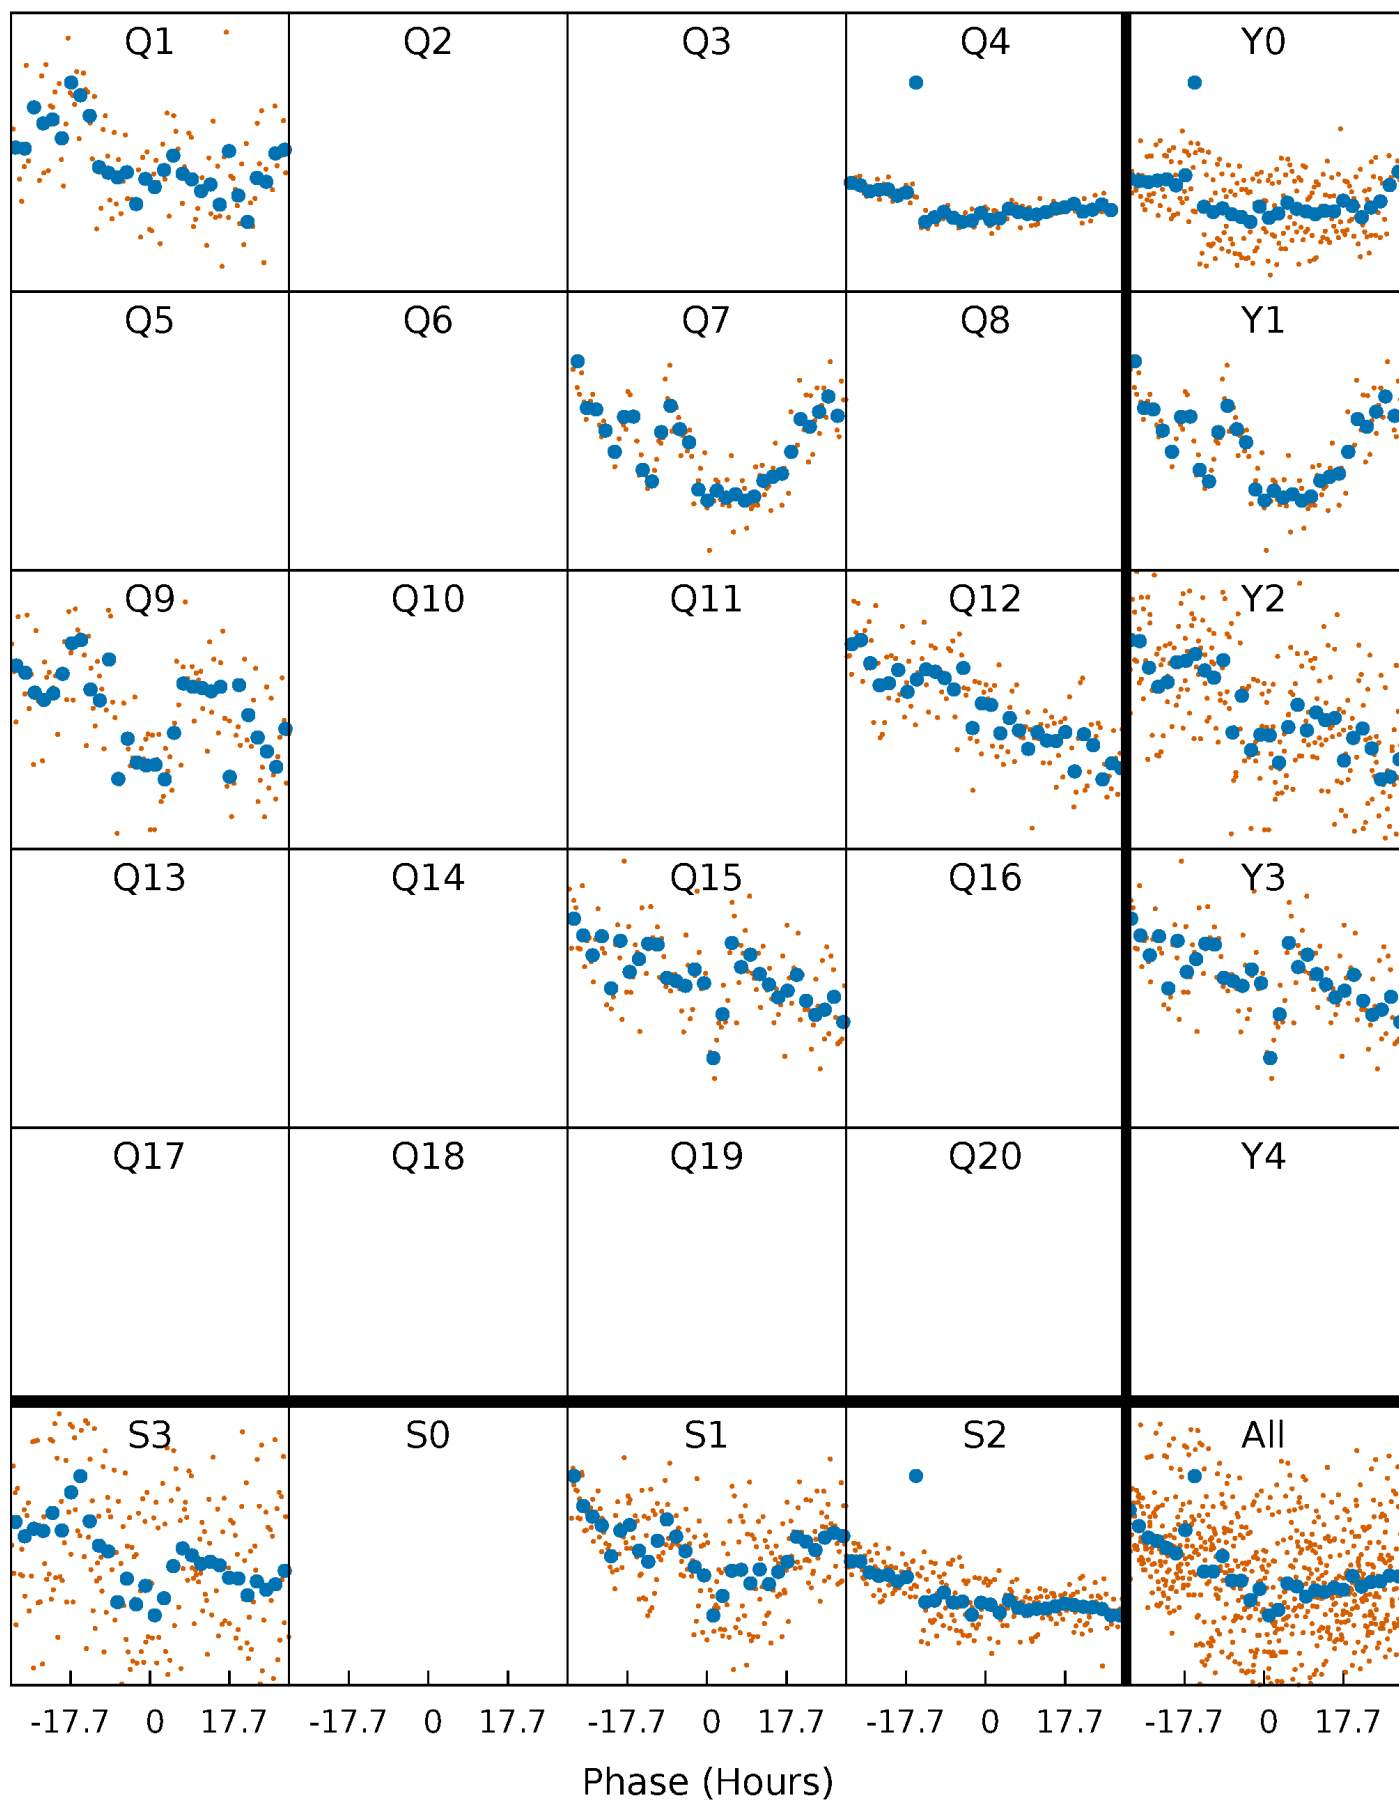 Q1 Q2 Q3 Q4 Y0
Q5 Q6 Q7 Q8 Y1
Q9 Q10 Q11 Q12 Y2
Q13 Q14 Q15 Q16 Y3
Q17 Q18 Q19 Q20 Y4
S3 S0 S1 S2 All
-17.7 0 17.7 -17.7 0 17.7 -17.7 0 17.7 -17.7 0 17.7 -17.7 0 17.7
Phase (Hours)